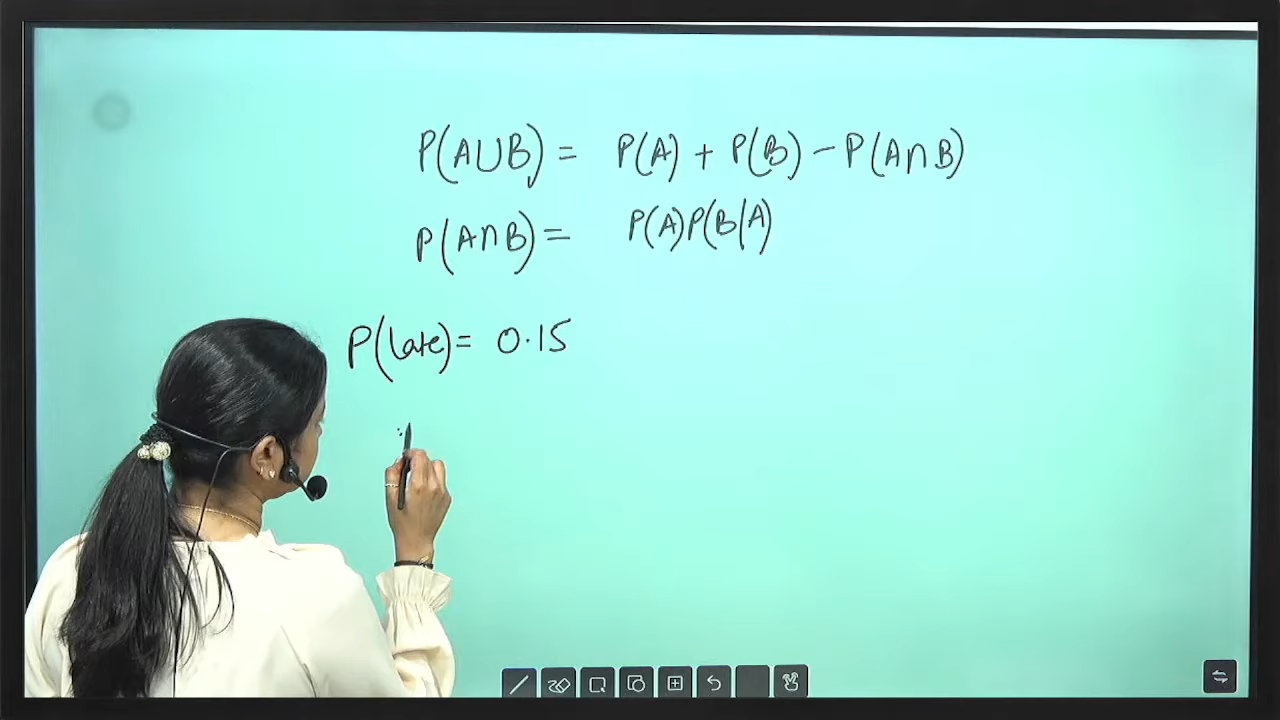 P(A∪B) = P(A) + P(B) - P(A∩B)
P(A∩B) = P(A)P(B|A)
P(late) = 0.15